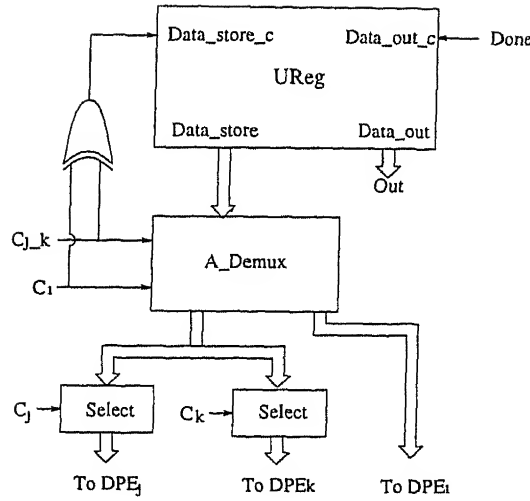 Data_store_c Data_out_c Done
UReg
Data_store Data_out
Out
CJ_k
A_Demux
C1
Cj Select Ck Select
To DPEj To DPEk To DPE1